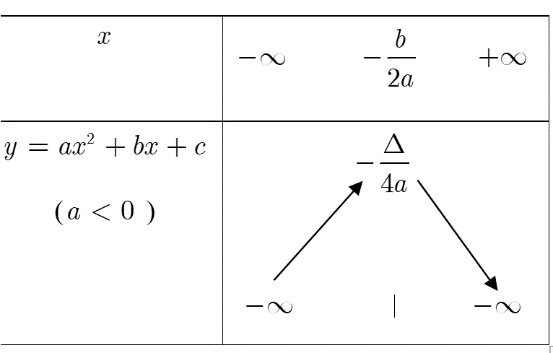 x −∞ −b/2a +∞
y = ax² + bx + c −Δ/4a
(a < 0 )
−∞ | −∞